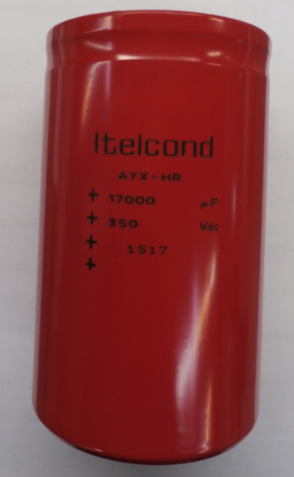 Itelcond
AYX-HR
+ 17000 µF
+ 350 Vdc
+ 1517
+